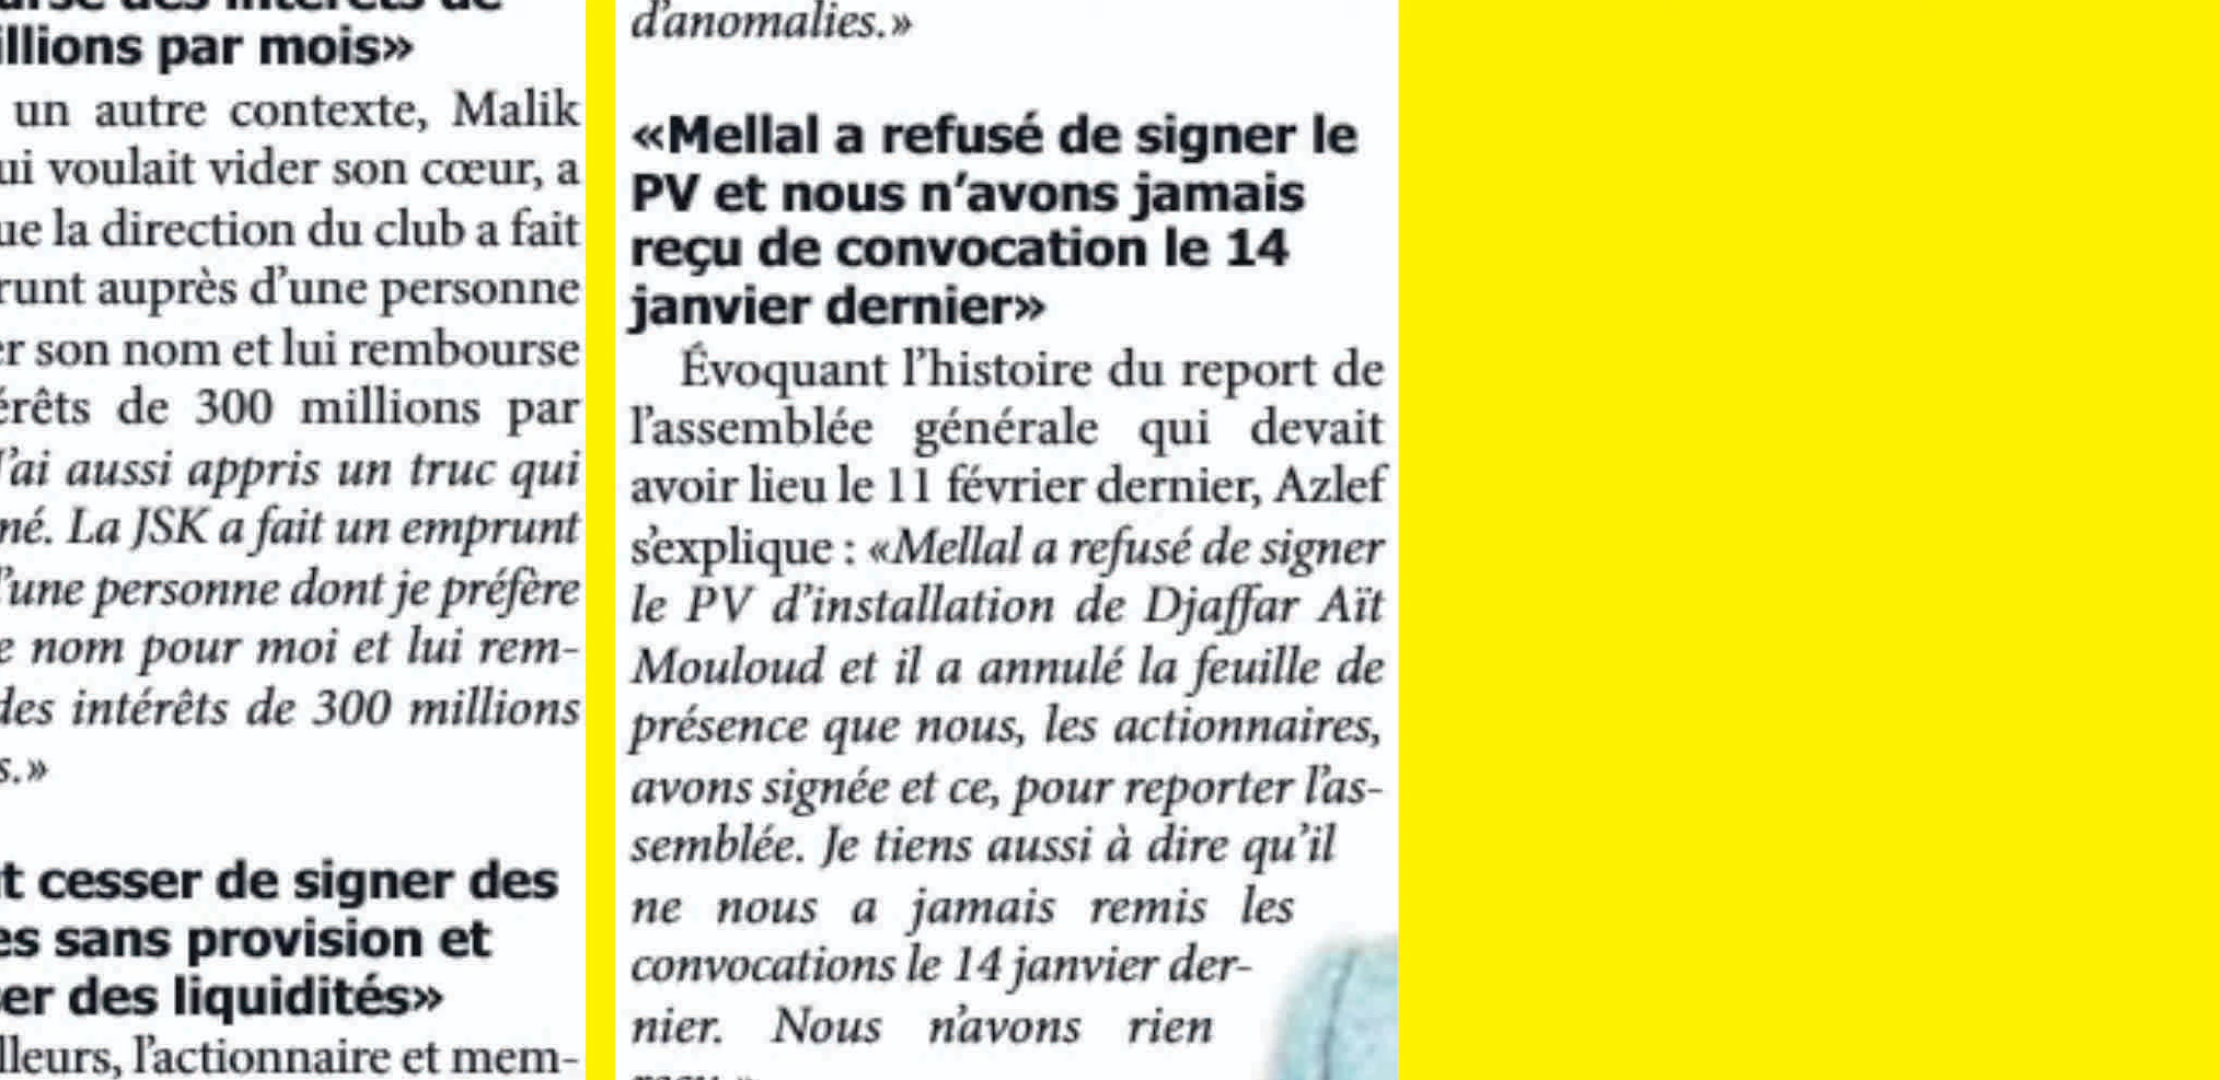 illions par mois»
un autre contexte, Malik
ui voulait vider son cœur, a
ue la direction du club a fait
runt auprès d'une personne
er son nom et lui rembourse
érêts de 300 millions par
J'ai aussi appris un truc qui
né. La JSK a fait un emprunt
d'une personne dont je préfère
e nom pour moi et lui rem-
des intérêts de 300 millions
s.»
t cesser de signer des
es sans provision et
er des liquidités»
lleurs, l'actionnaire et mem-
d'anomalies.»
«Mellal a refusé de signer le
PV et nous n'avons jamais
reçu de convocation le 14
janvier dernier»
Évoquant l'histoire du report de
l'assemblée générale qui devait
avoir lieu le 11 février dernier, Azlef
s'explique : «Mellal a refusé de signer
le PV d'installation de Djaffar Aït
Mouloud et il a annulé la feuille de
présence que nous, les actionnaires,
avons signée et ce, pour reporter l'as-
semblée. Je tiens aussi à dire qu'il
ne nous a jamais remis les
convocations le 14 janvier der-
nier. Nous n'avons rien